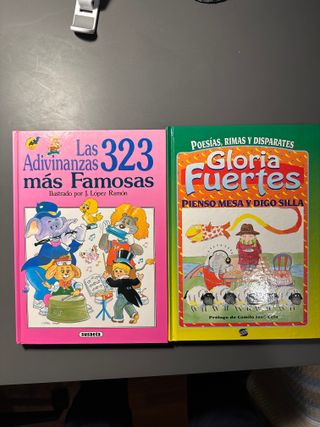 Las
Adivinanzas 323
más Famosas
Ilustrado por J. López Ramón
SUSAETA
POESÍAS, RIMAS Y DISPARATES
Gloria
Fuertes
PIENSO MESA Y DIGO SILLA
Prólogo de Camilo José Cela